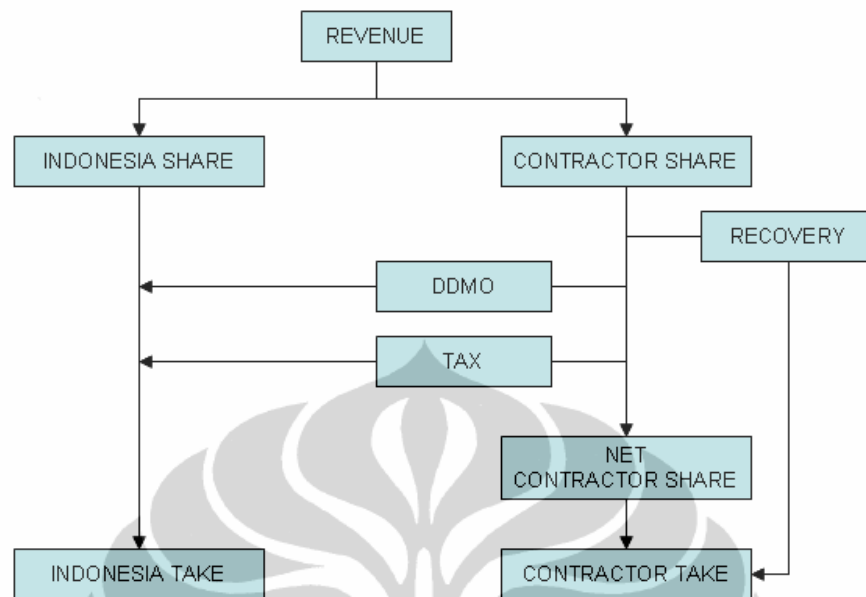 REVENUE
INDONESIA SHARE
CONTRACTOR SHARE
RECOVERY
DDMO
TAX
NET
CONTRACTOR SHARE
INDONESIA TAKE
CONTRACTOR TAKE